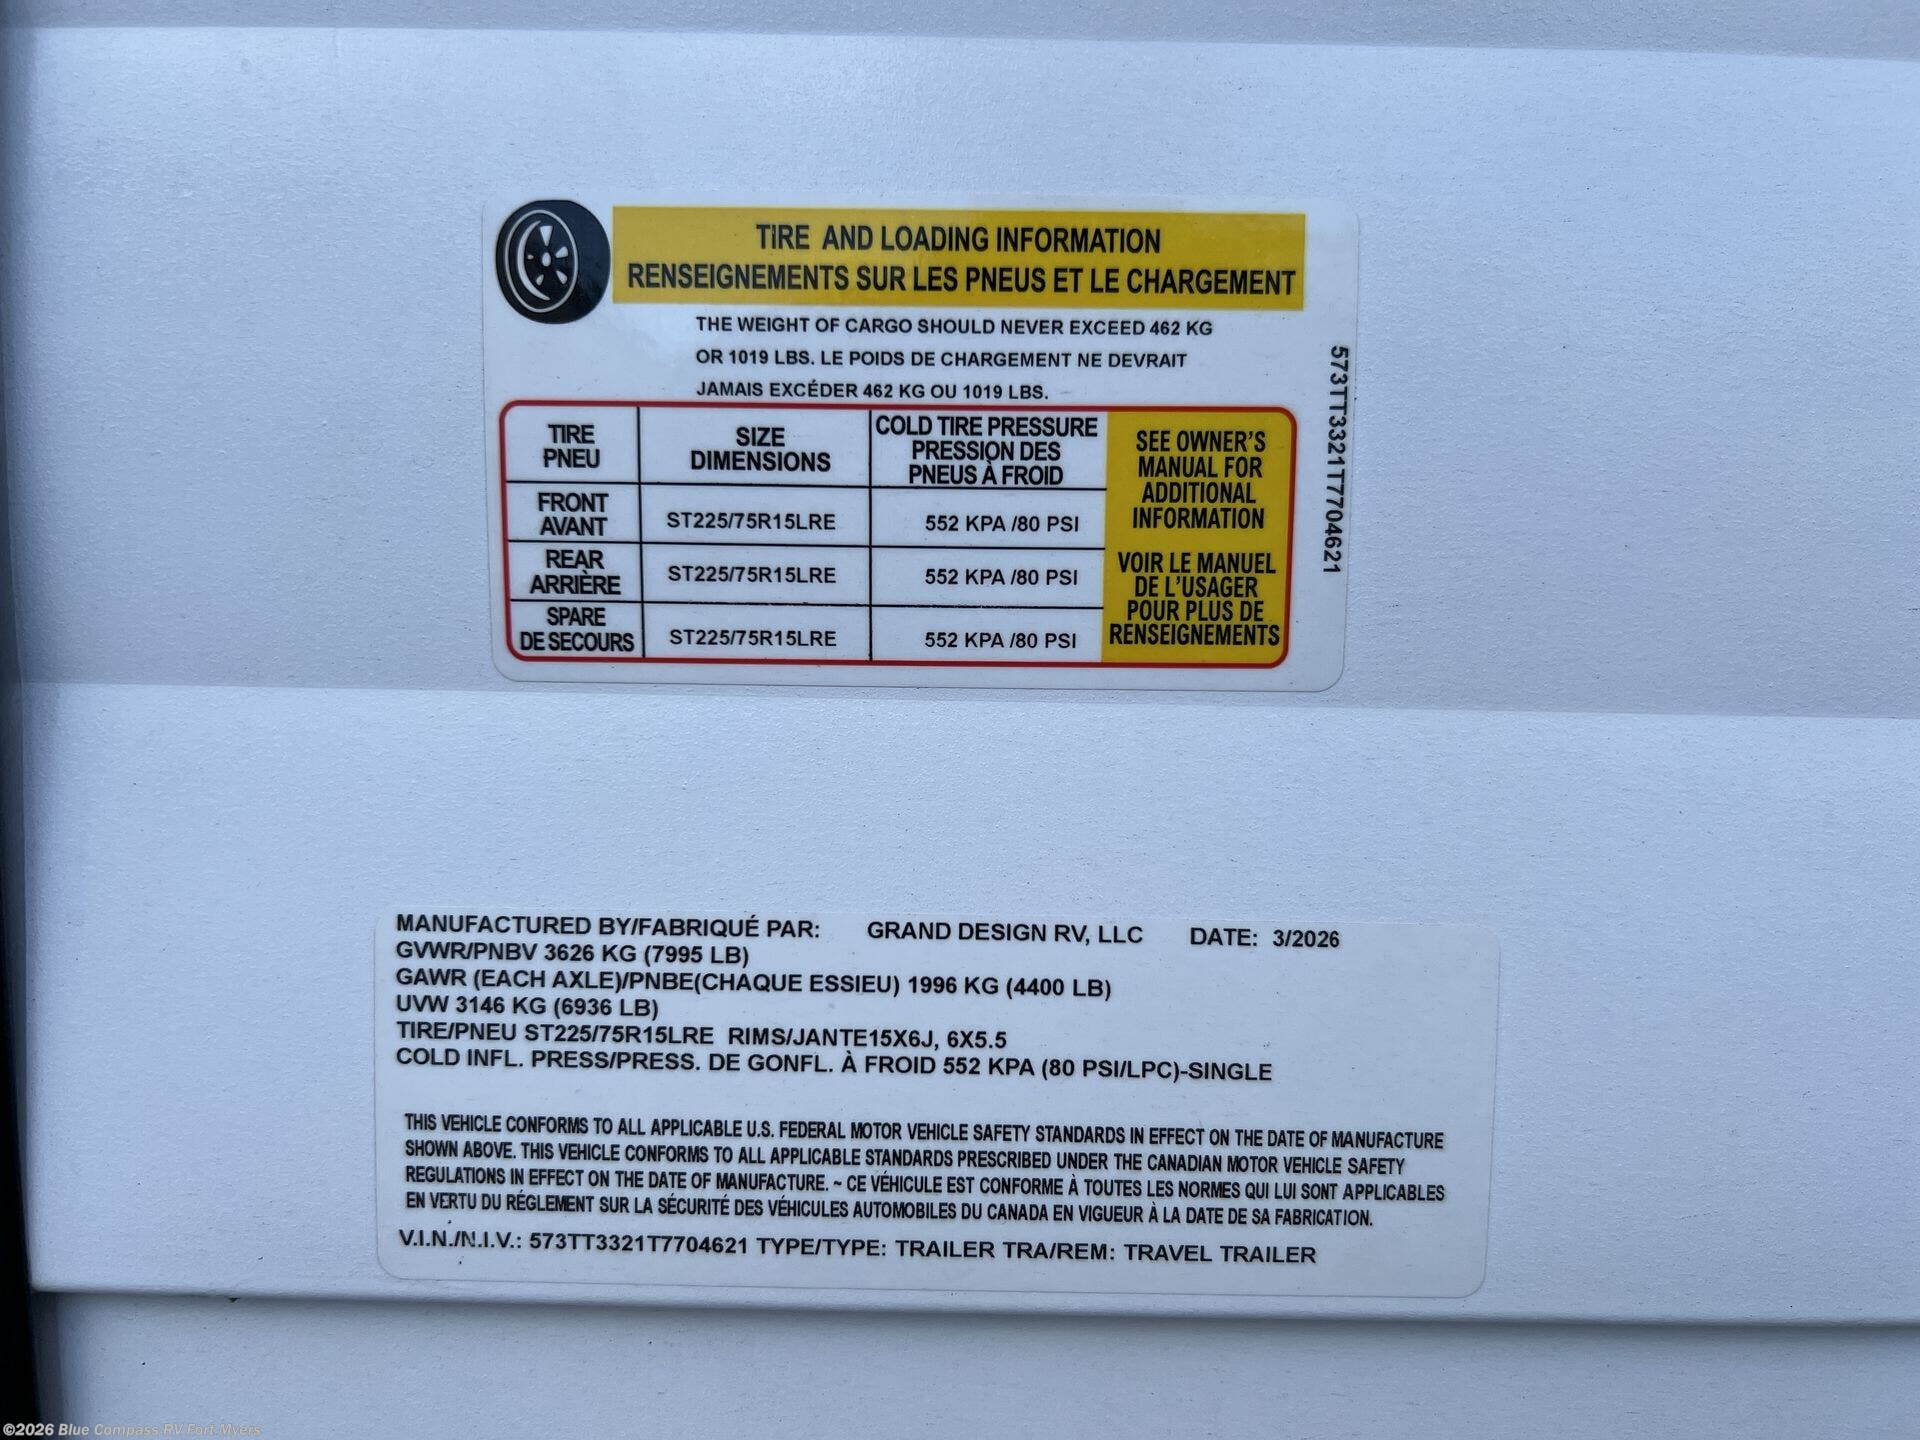 TIRE AND LOADING INFORMATION
RENSEIGNEMENTS SUR LES PNEUS ET LE CHARGEMENT
THE WEIGHT OF CARGO SHOULD NEVER EXCEED 462 KG
OR 1019 LBS. LE POIDS DE CHARGEMENT NE DEVRAIT
JAMAIS EXCÉDER 462 KG OU 1019 LBS.
TIRE
PNEU
SIZE
DIMENSIONS
COLD TIRE PRESSURE
PRESSION DES
PNEUS À FROID
FRONT
AVANT
ST225/75R15LRE
552 KPA /80 PSI
REAR
ARRIÈRE
ST225/75R15LRE
552 KPA /80 PSI
SPARE
DE SECOURS
ST225/75R15LRE
552 KPA /80 PSI
SEE OWNER'S
MANUAL FOR
ADDITIONAL
INFORMATION
VOIR LE MANUEL
DE L'USAGER
POUR PLUS DE
RENSEIGNEMENTS
573TT3321T7704621
MANUFACTURED BY/FABRIQUÉ PAR: GRAND DESIGN RV, LLC DATE: 3/2026
GVWR/PNBV 3626 KG (7995 LB)
GAWR (EACH AXLE)/PNBE(CHAQUE ESSIEU) 1996 KG (4400 LB)
UVW 3146 KG (6936 LB)
TIRE/PNEU ST225/75R15LRE RIMS/JANTE15X6J, 6X5.5
COLD INFL. PRESS/PRESS. DE GONFL. À FROID 552 KPA (80 PSI/LPC)-SINGLE
THIS VEHICLE CONFORMS TO ALL APPLICABLE U.S. FEDERAL MOTOR VEHICLE SAFETY STANDARDS IN EFFECT ON THE DATE OF MANUFACTURE
SHOWN ABOVE. THIS VEHICLE CONFORMS TO ALL APPLICABLE STANDARDS PRESCRIBED UNDER THE CANADIAN MOTOR VEHICLE SAFETY
REGULATIONS IN EFFECT ON THE DATE OF MANUFACTURE. ~ CE VÉHICULE EST CONFORME À TOUTES LES NORMES QUI LUI SONT APPLICABLES
EN VERTU DU RÉGLEMENT SUR LA SÉCURITÉ DES VÉHICULES AUTOMOBILES DU CANADA EN VIGUEUR À LA DATE DE SA FABRICATION.
V.I.N./N.I.V.: 573TT3321T7704621 TYPE/TYPE: TRAILER TRA/REM: TRAVEL TRAILER
©2026 Blue Compass RV Fort Myers